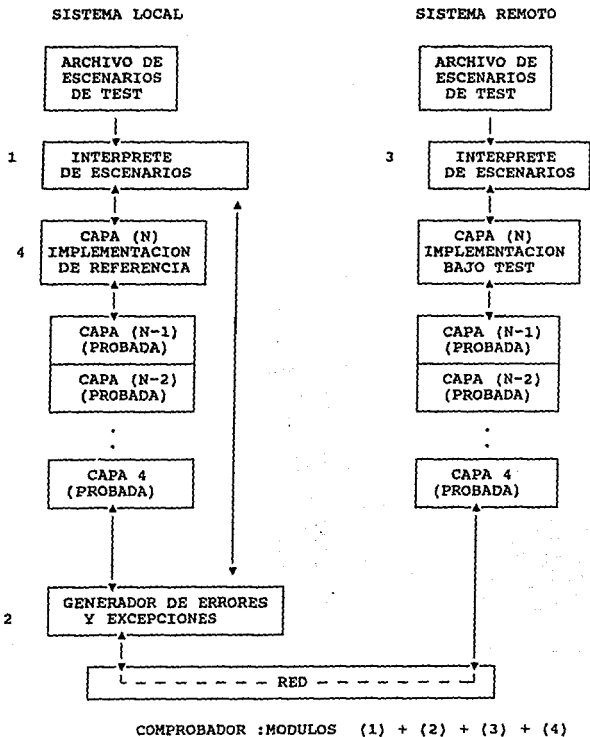 SISTEMA LOCAL
SISTEMA REMOTO
ARCHIVO DE
ESCENARIOS
DE TEST
ARCHIVO DE
ESCENARIOS
DE TEST
1
INTERPRETE
DE ESCENARIOS
3
INTERPRETE
DE ESCENARIOS
4
CAPA (N)
IMPLEMENTACION
DE REFERENCIA
CAPA (N)
IMPLEMENTACION
BAJO TEST
CAPA (N-1)
(PROBADA)
CAPA (N-2)
(PROBADA)
.
.
CAPA 4
(PROBADA)
CAPA (N-1)
(PROBADA)
CAPA (N-2)
(PROBADA)
.
.
CAPA 4
(PROBADA)
2
GENERADOR DE ERRORES
Y EXCEPCIONES
RED
COMPROBADOR :MODULOS (1) + (2) + (3) + (4)